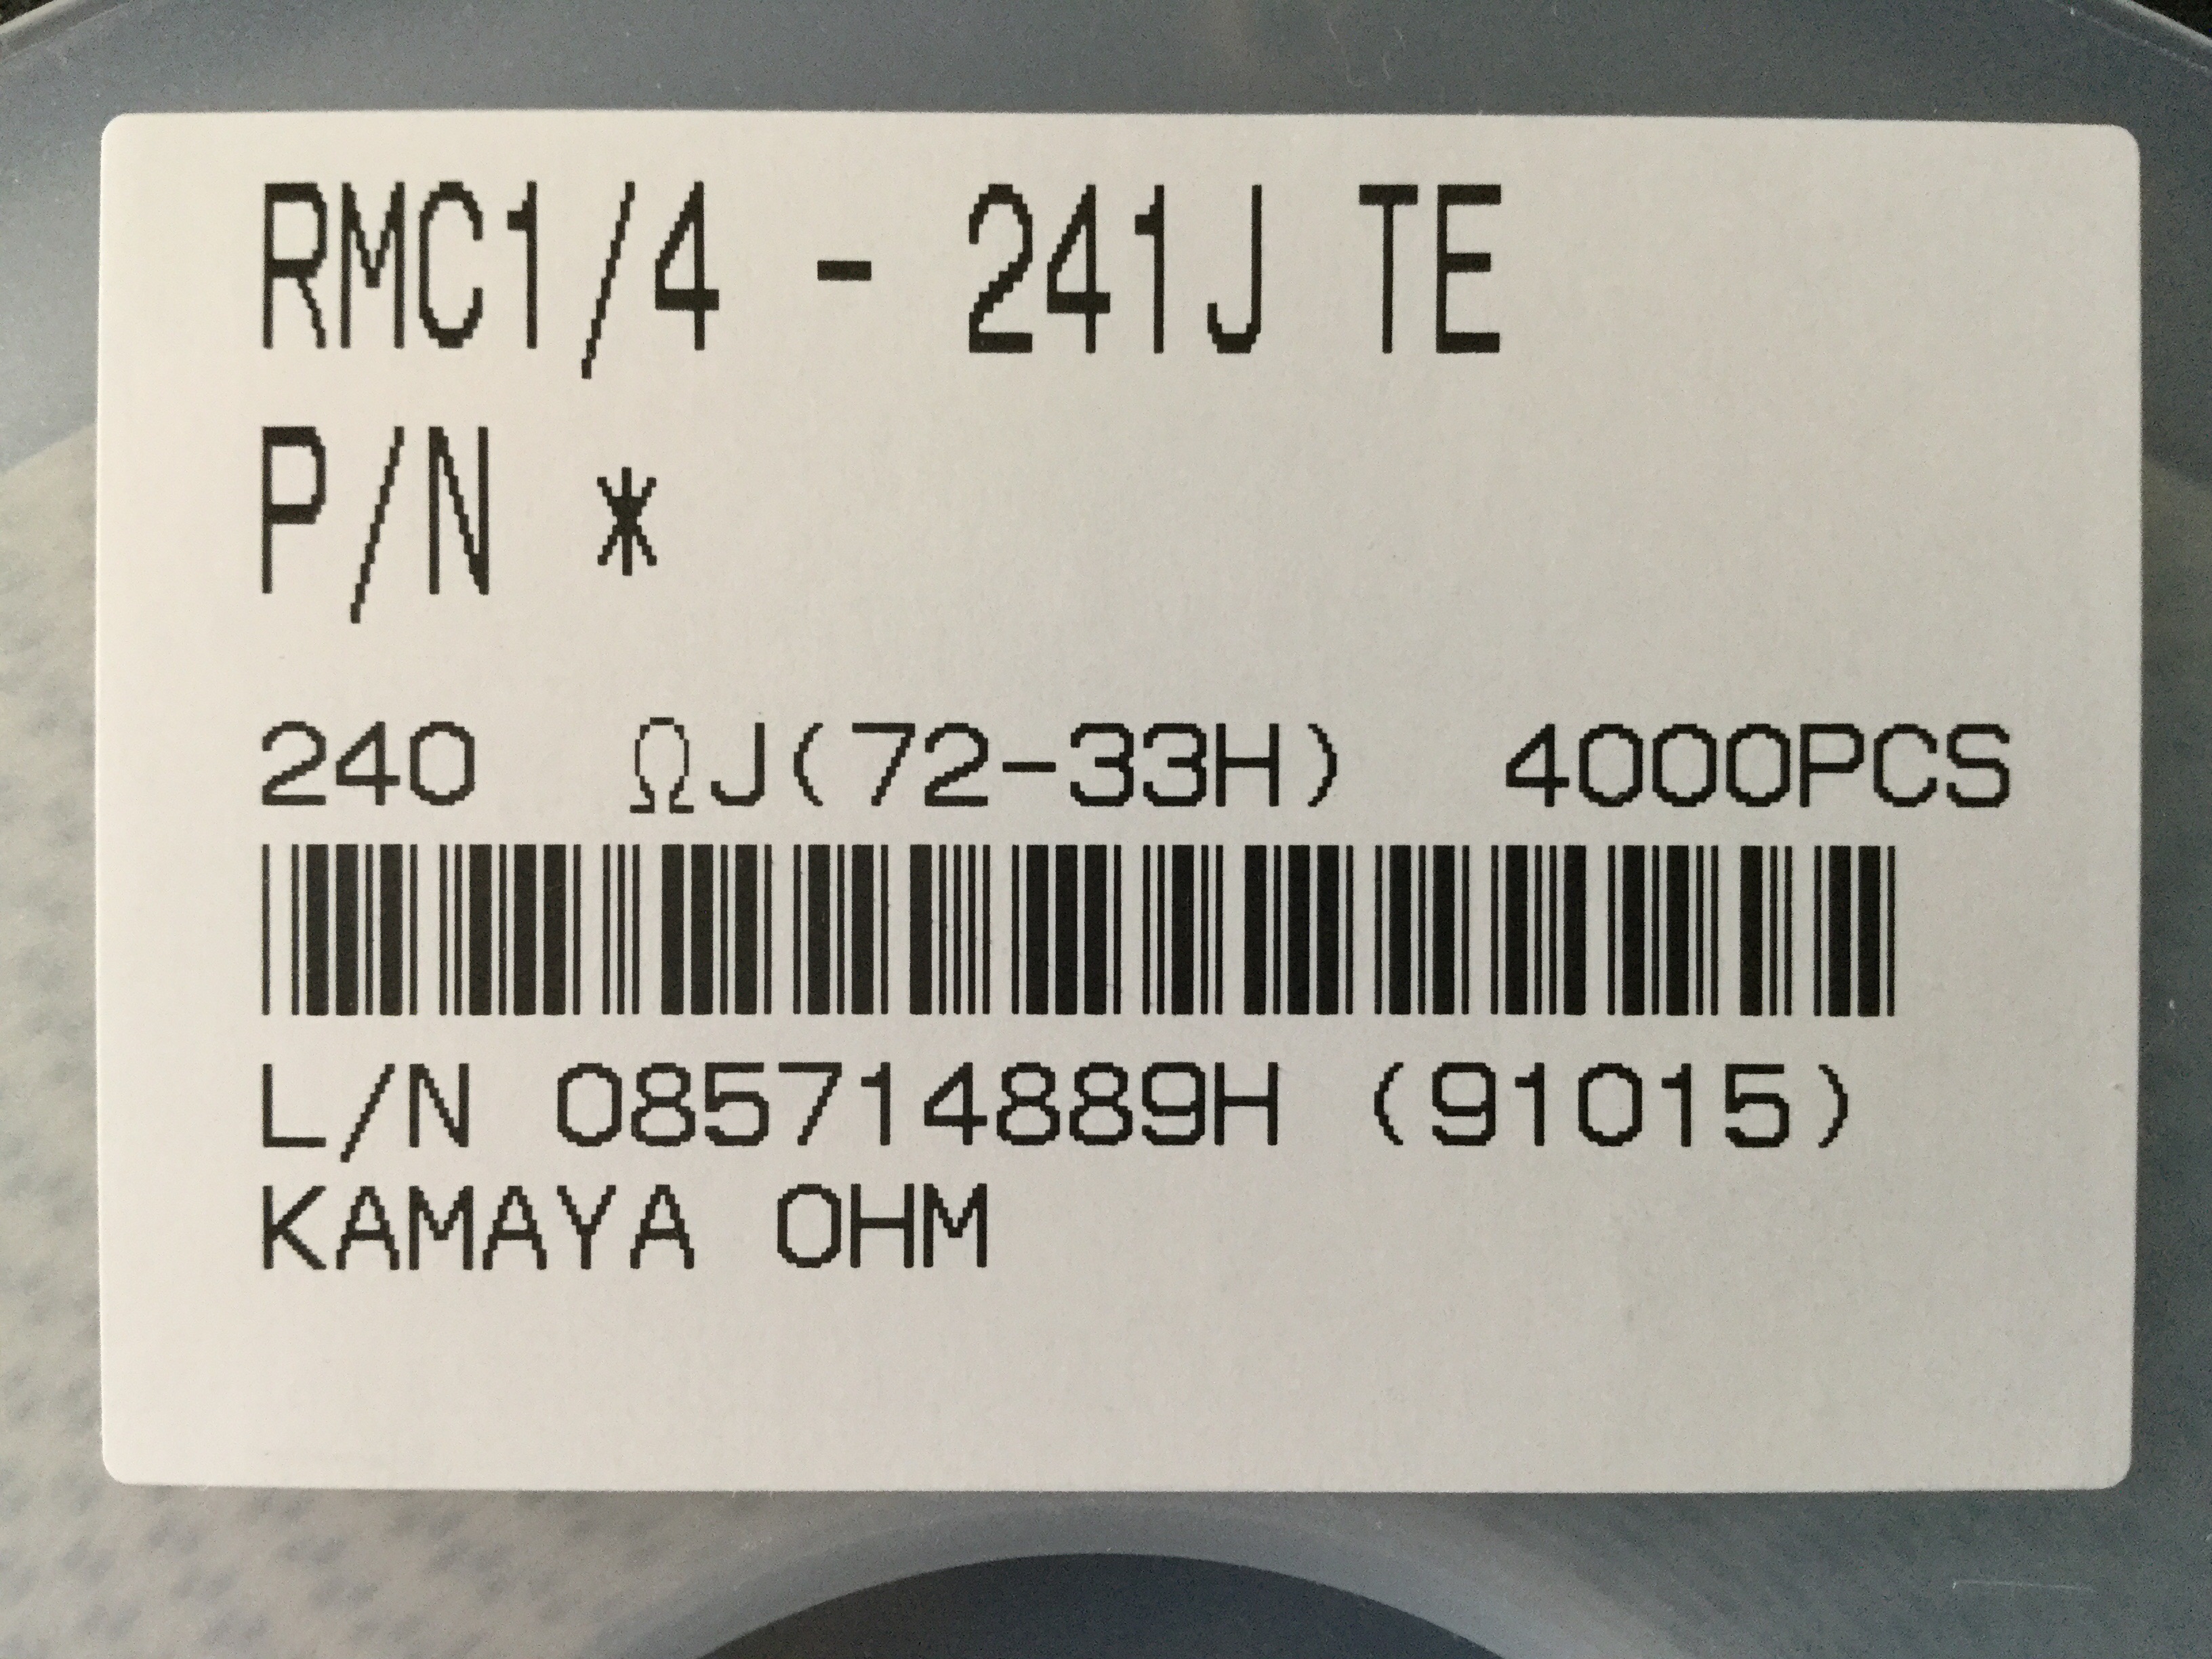 RMC1/4 - 241J TE
P/N *
240 ΩJ(72-33H) 4000PCS
L/N 085714889H (91015)
KAMAYA OHM